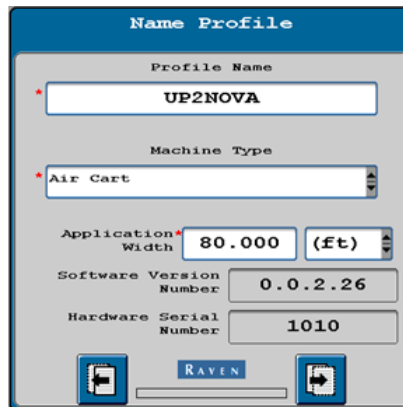 Name Profile
Profile Name
*
UP2NOVA
Machine Type
*
Air Cart
Application*
Width
80.000
(ft)
Software Version
Number
0.0.2.26
Hardware Serial
Number
1010
RAVEN